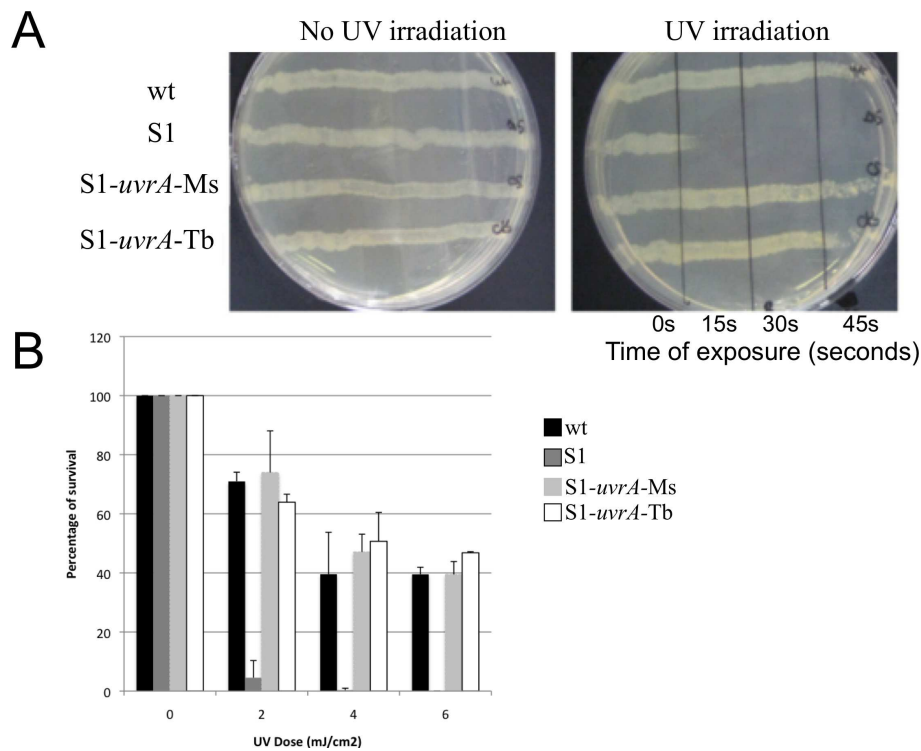 A
No UV irradiation
UV irradiation
wt
S1
S1-uvrA-Ms
S1-uvrA-Tb
0s 15s 30s 45s
Time of exposure (seconds)
B
120
100
80
60
40
20
0
Percentage of survival
0 2 4 6
UV Dose (mJ/cm2)
wt
S1
S1-uvrA-Ms
S1-uvrA-Tb